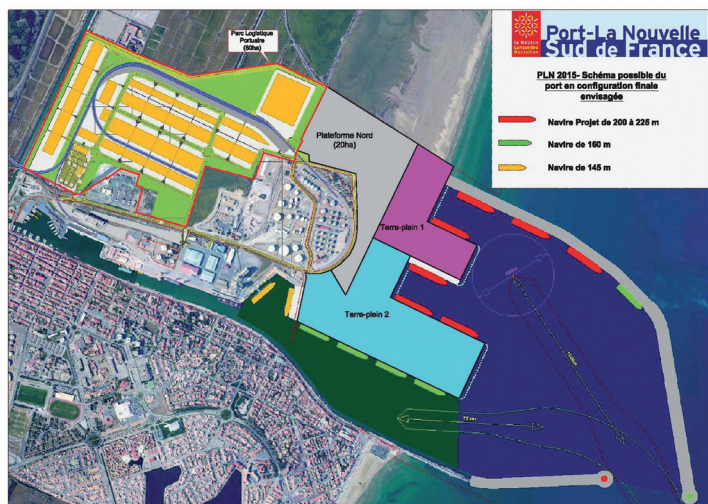 Parc Logistique
Portuaire
(80ha)
Port-La Nouvelle
Sud de France
PLN 2015- Schéma possible du
port en configuration finale
envisagée
Navire Projet de 200 à 225 m
Navire de 160 m
Navire de 145 m
Plateforme Nord
(20ha)
Terre-plein 1
Terre-plein 2